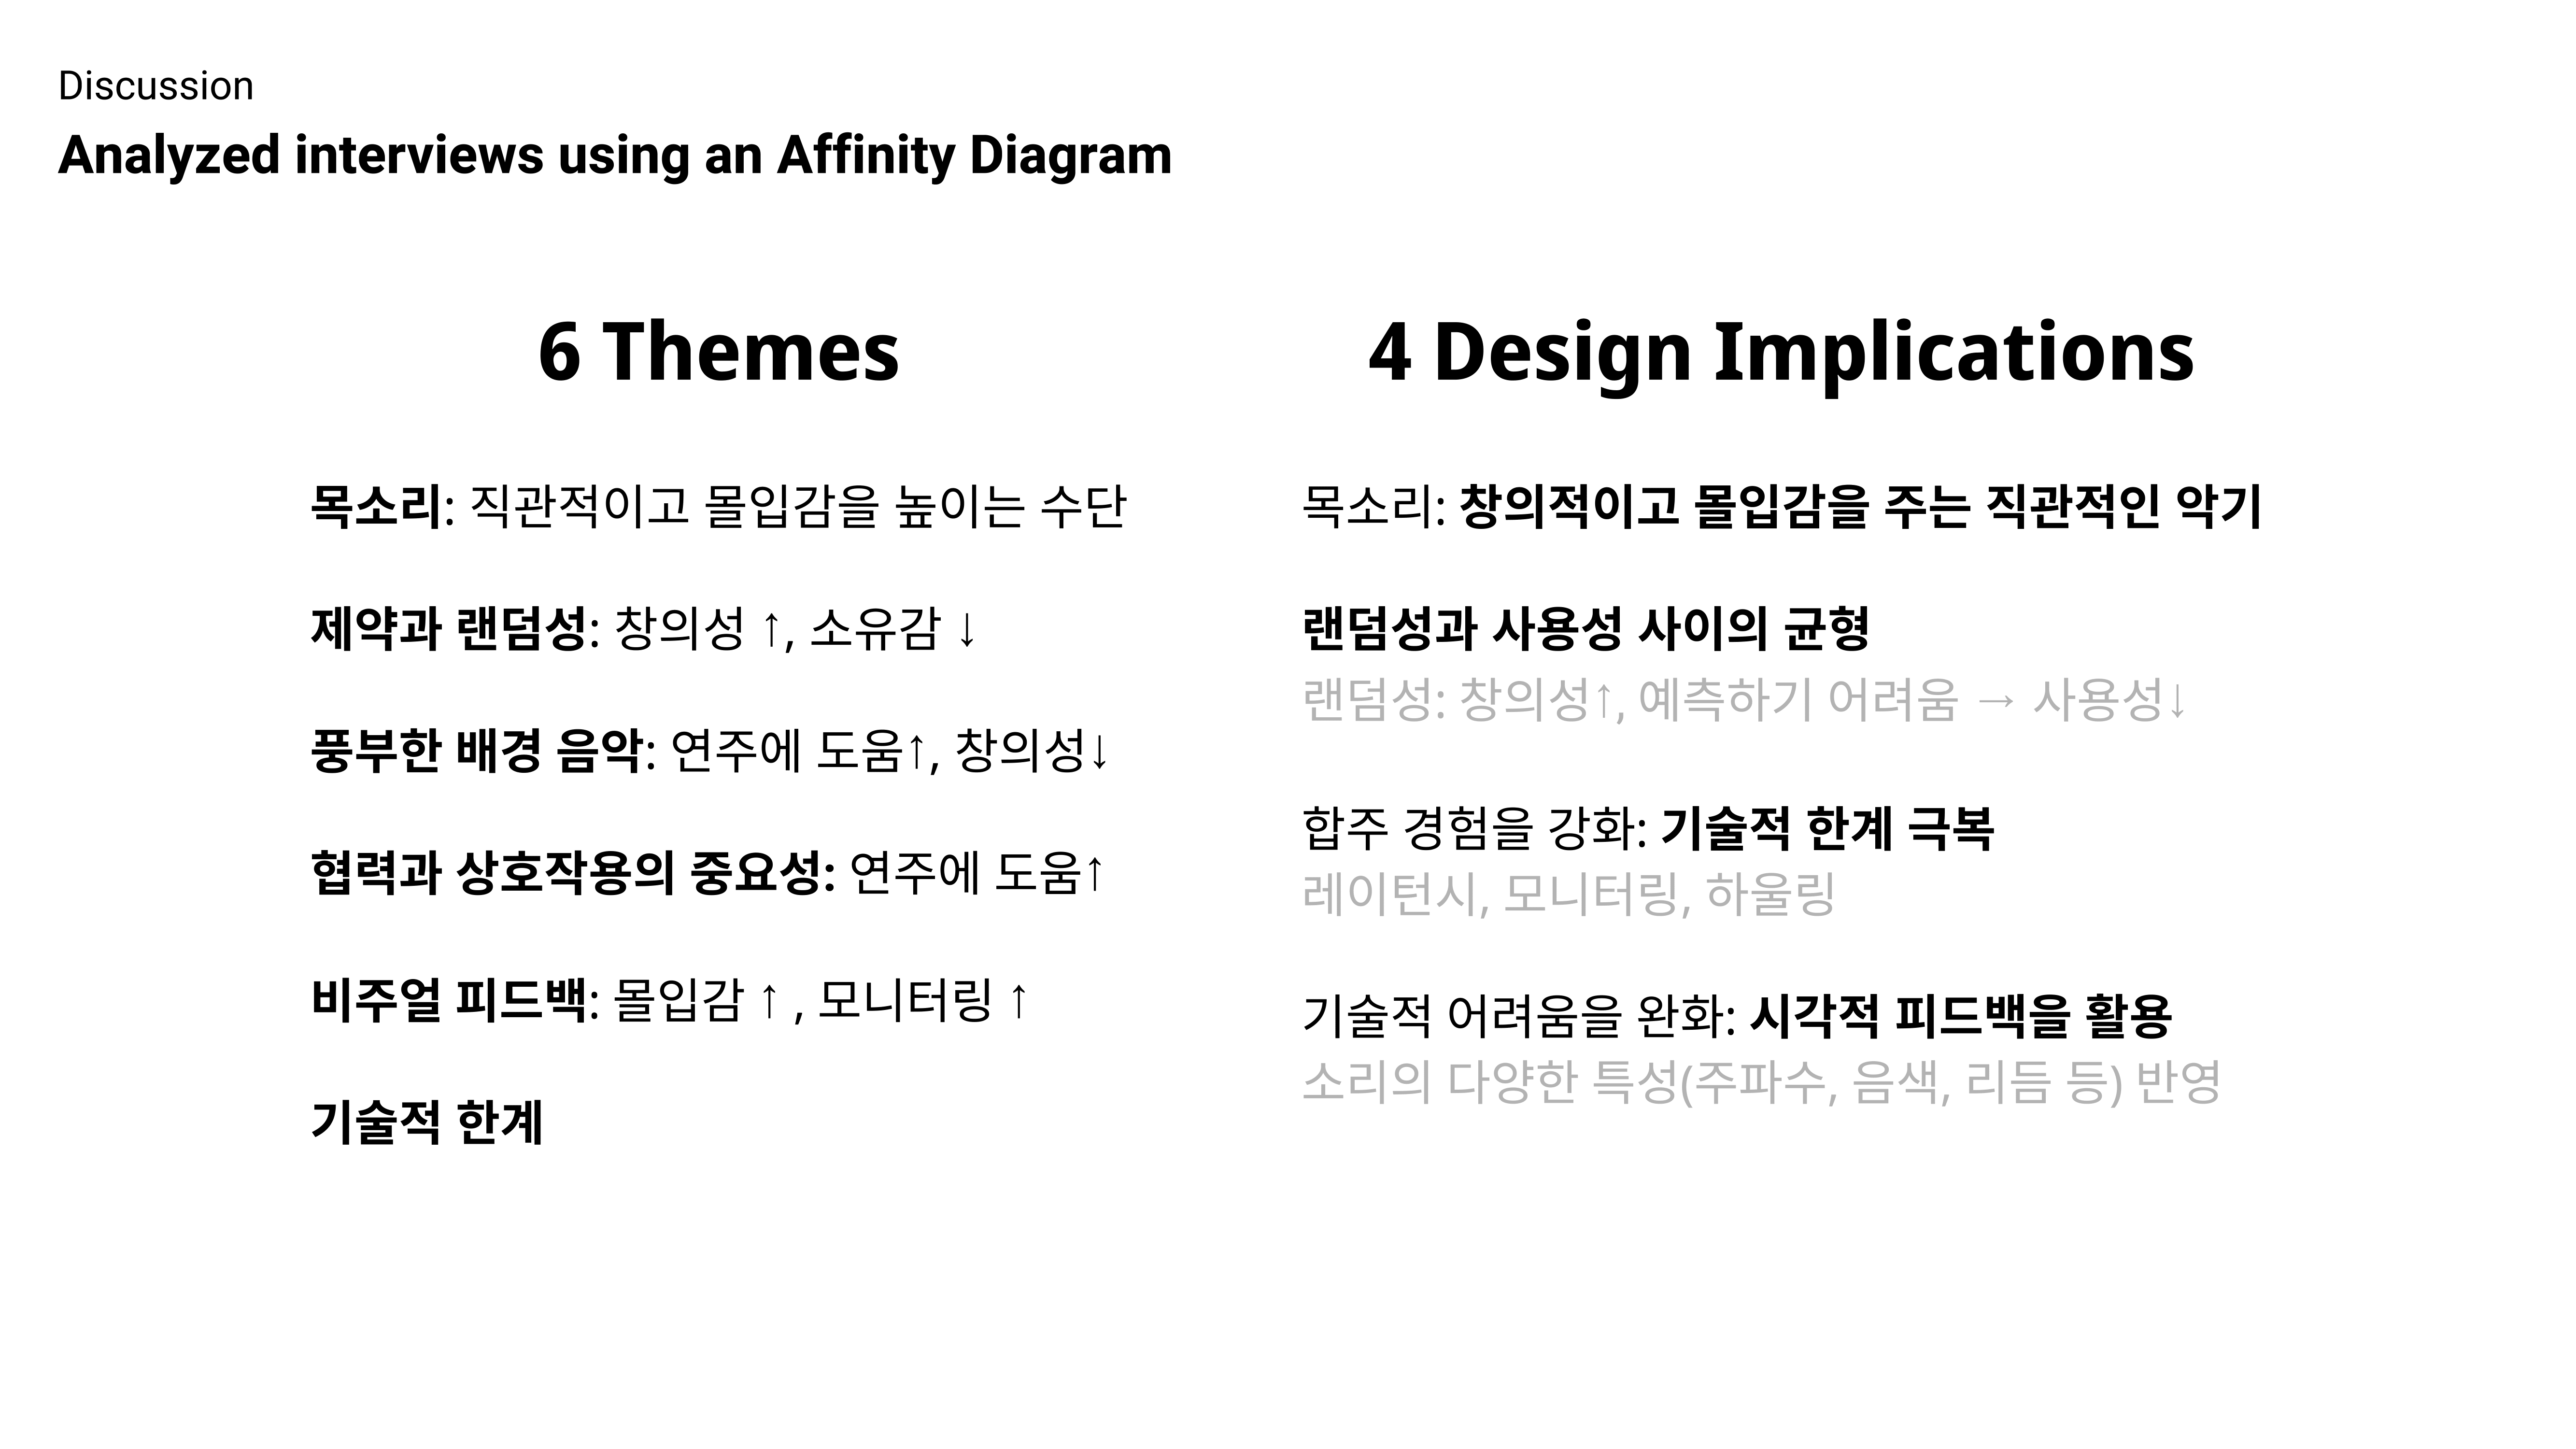 Discussion
Analyzed interviews using an Affinity Diagram
6 Themes
목소리: 직관적이고 몰입감을 높이는 수단
제약과 랜덤성: 창의성 ↑, 소유감 ↓
풍부한 배경 음악: 연주에 도움↑, 창의성↓
협력과 상호작용의 중요성: 연주에 도움↑
비주얼 피드백: 몰입감 ↑ , 모니터링 ↑
기술적 한계
4 Design Implications
목소리: 창의적이고 몰입감을 주는 직관적인 악기
랜덤성과 사용성 사이의 균형
랜덤성: 창의성↑, 예측하기 어려움 → 사용성↓
합주 경험을 강화: 기술적 한계 극복
레이턴시, 모니터링, 하울링
기술적 어려움을 완화: 시각적 피드백을 활용
소리의 다양한 특성(주파수, 음색, 리듬 등) 반영